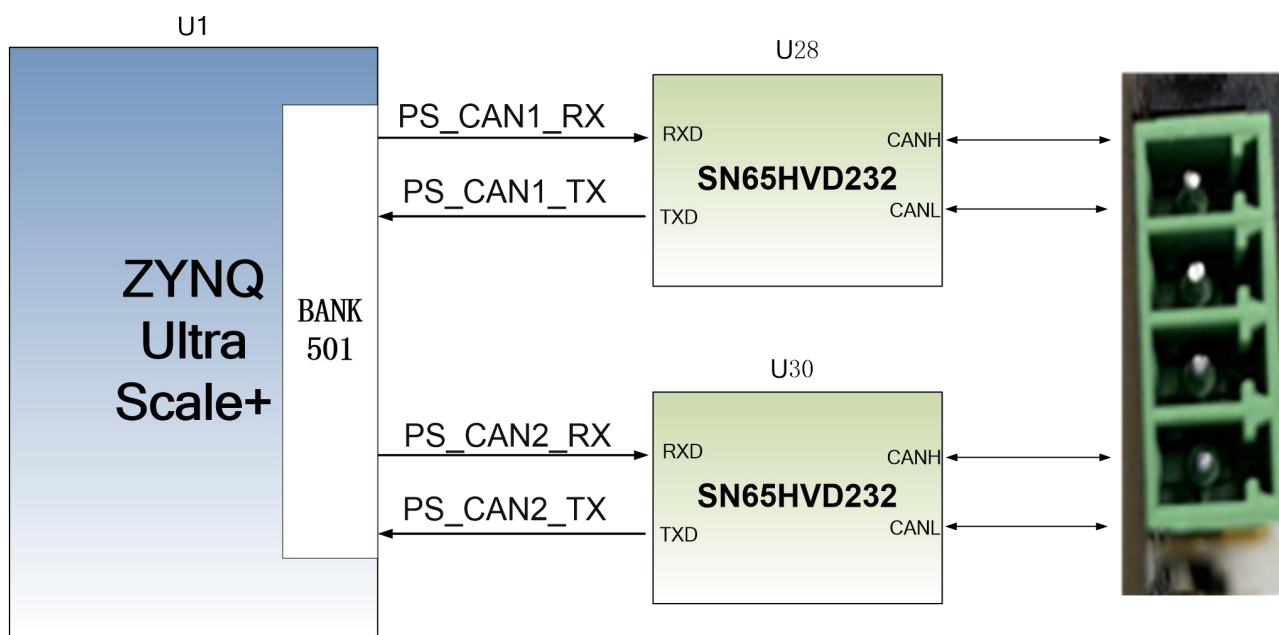 U1
ZYNQ
Ultra
Scale+
BANK
501
PS_CAN1_RX
PS_CAN1_TX
U28
RXD
CANH
SN65HVD232
TXD
CANL
PS_CAN2_RX
PS_CAN2_TX
U30
RXD
CANH
SN65HVD232
TXD
CANL